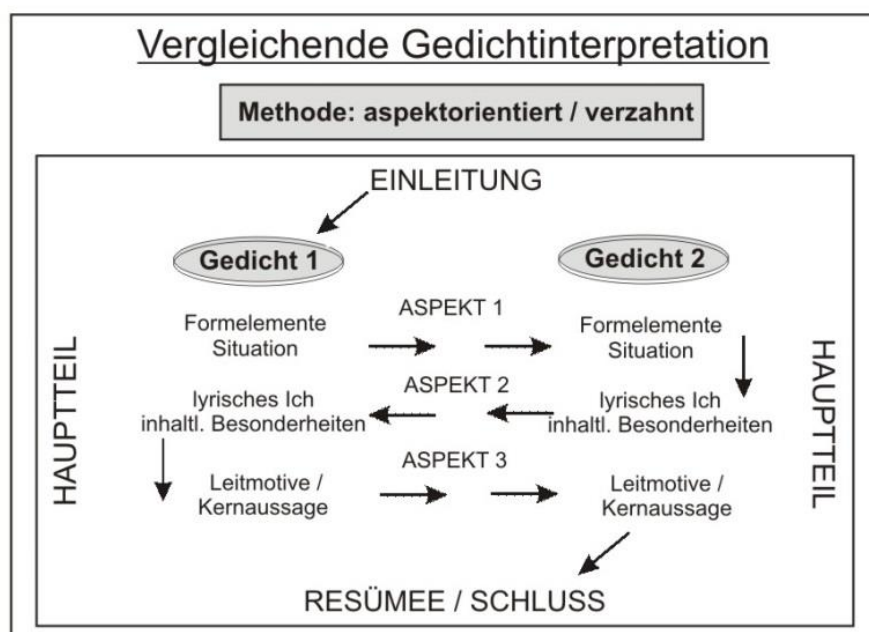 Vergleichende Gedichtinterpretation
Methode: aspektorientiert / verzahnt
EINLEITUNG
Gedicht 1
Gedicht 2
HAUPTTEIL
ASPEKT 1
Formelemente
Situation
Formelemente
Situation
ASPEKT 2
lyrisches Ich
inhaltl. Besonderheiten
lyrisches Ich
inhaltl. Besonderheiten
ASPEKT 3
Leitmotive /
Kernaussage
Leitmotive /
Kernaussage
HAUPTTEIL
RESÜMEE / SCHLUSS